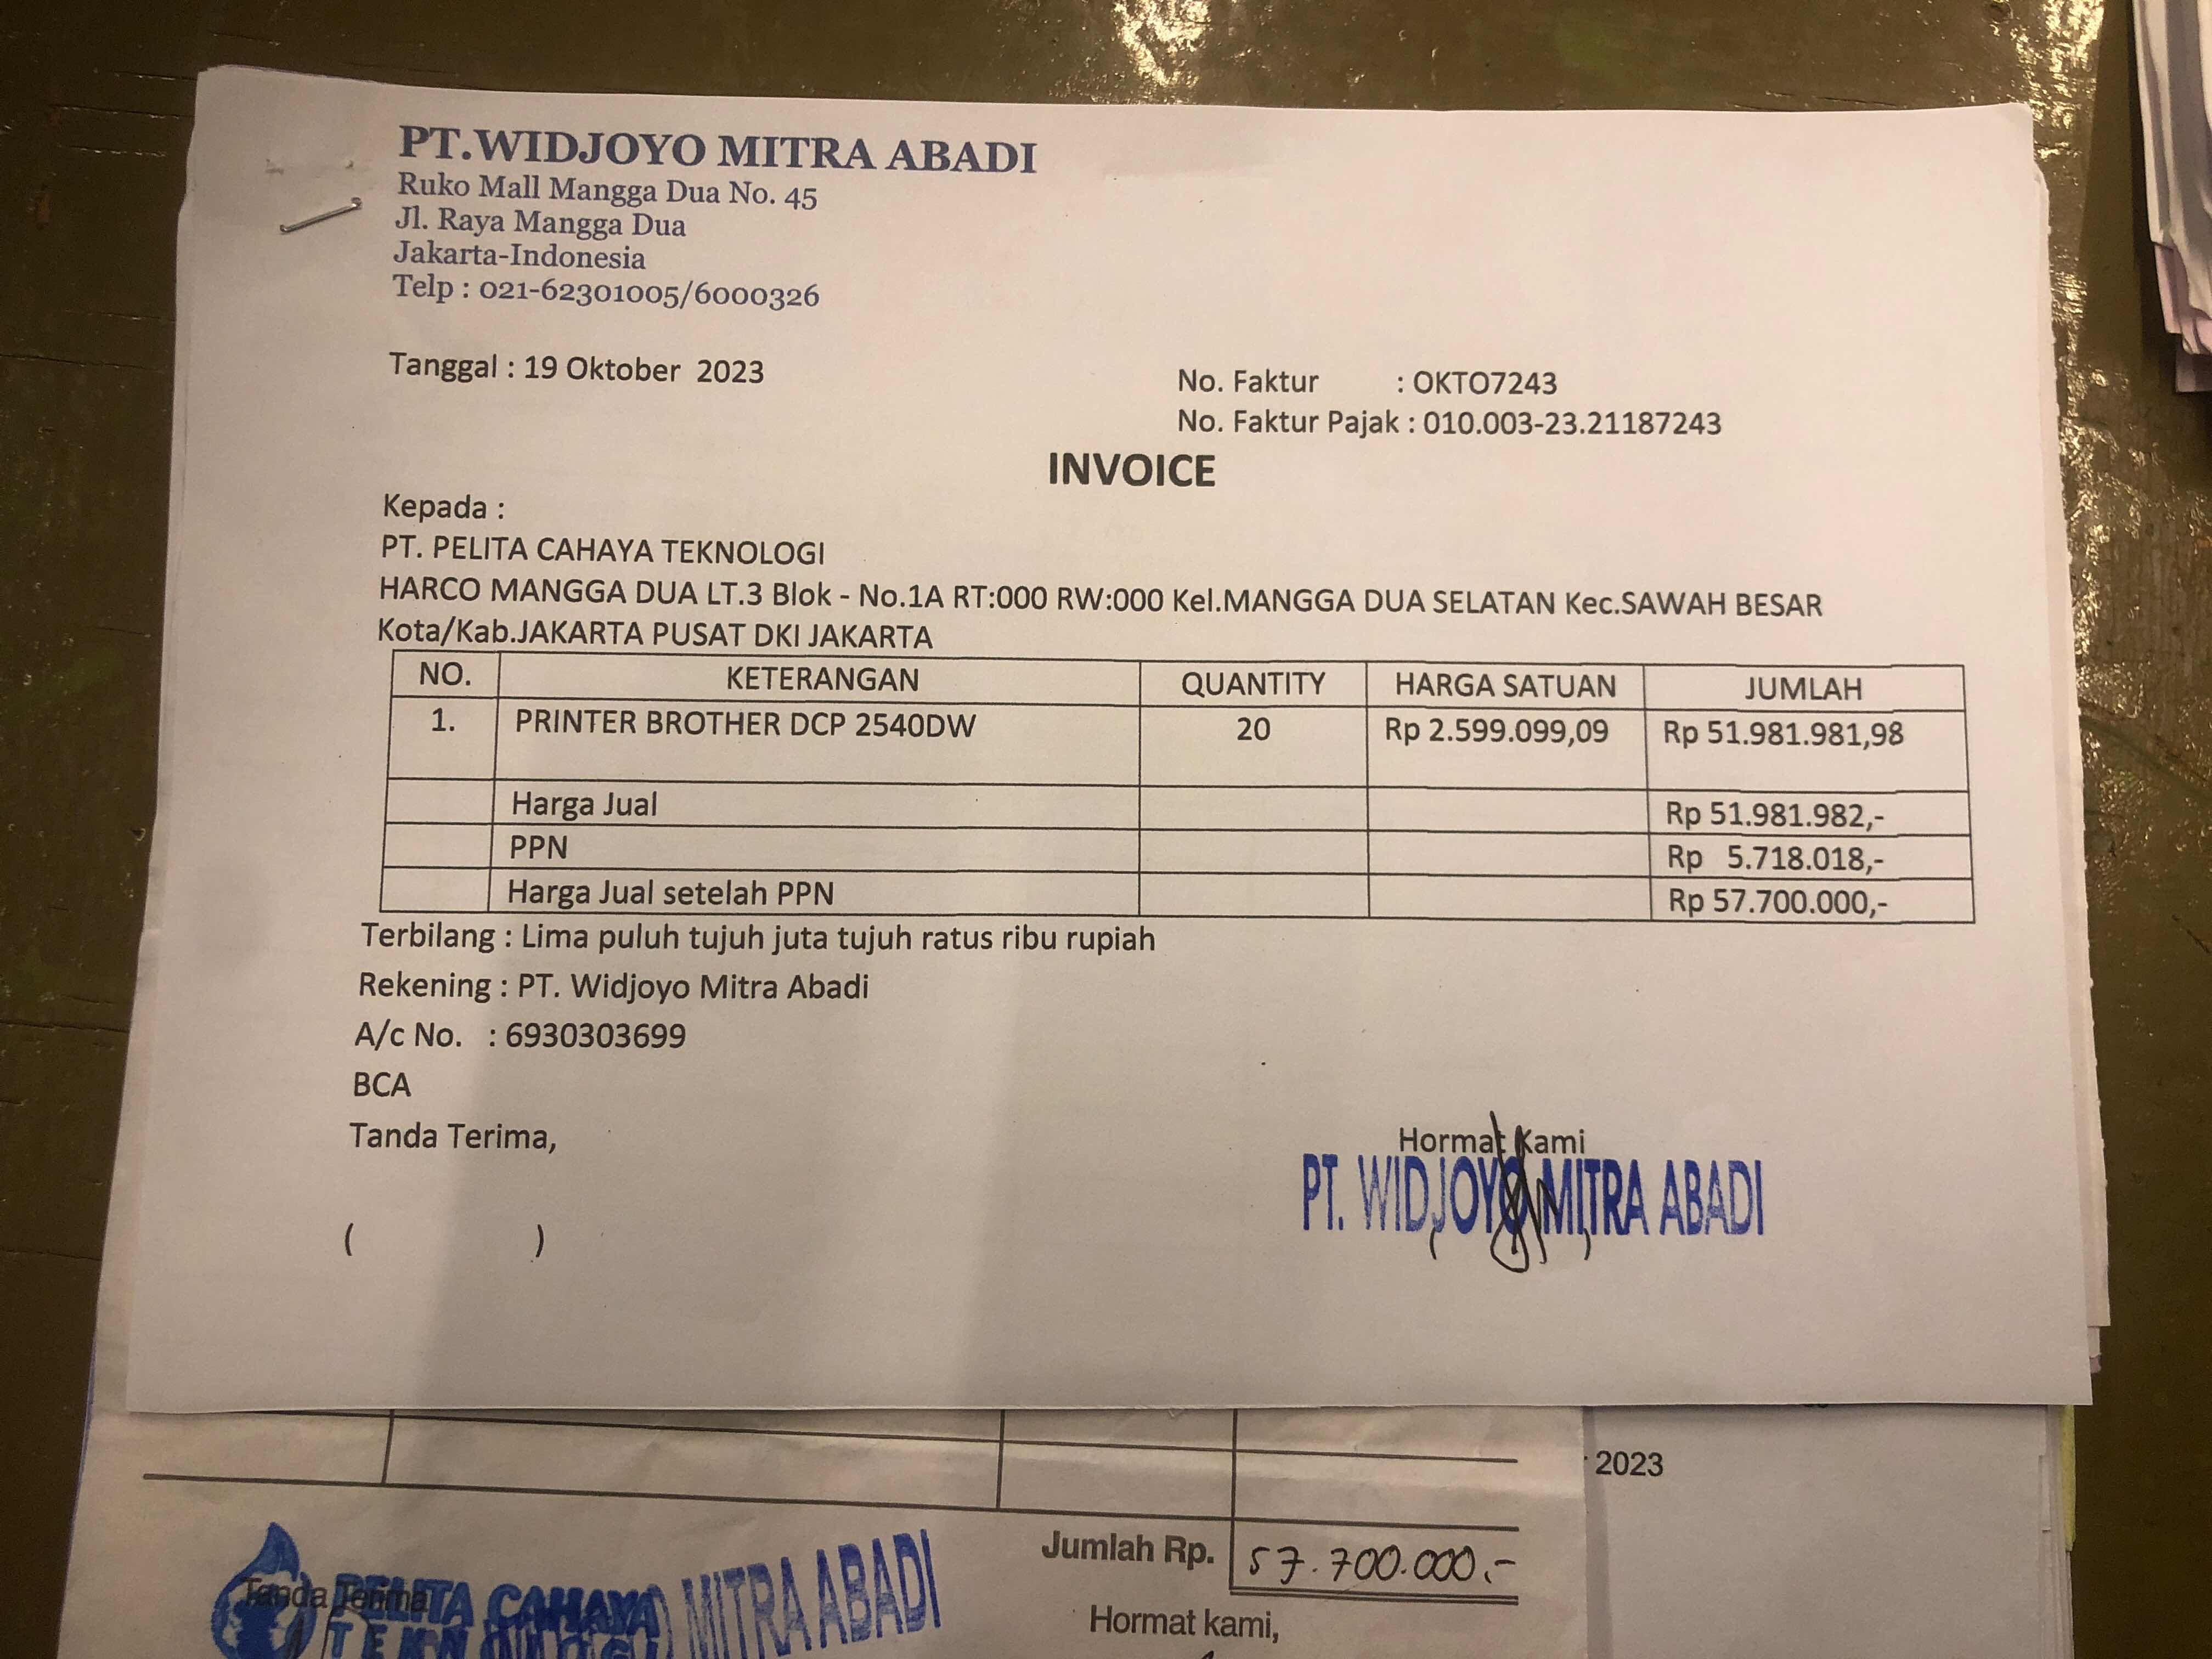 PT.WIDJOYO MITRA ABADI
Ruko Mall Mangga Dua No. 45
Jl. Raya Mangga Dua
Jakarta-Indonesia
Telp : 021-62301005/6000326
Tanggal : 19 Oktober 2023
No. Faktur : OKTO7243
No. Faktur Pajak : 010.003-23.21187243
INVOICE
Kepada :
PT. PELITA CAHAYA TEKNOLOGI
HARCO MANGGA DUA LT.3 Blok - No.1A RT:000 RW:000 Kel.MANGGA DUA SELATAN Kec.SAWAH BESAR
Kota/Kab.JAKARTA PUSAT DKI JAKARTA
NO. KETERANGAN QUANTITY HARGA SATUAN JUMLAH
1. PRINTER BROTHER DCP 2540DW 20 Rp 2.599.099,09 Rp 51.981.981,98
Harga Jual Rp 51.981.982,-
PPN Rp 5.718.018,-
Harga Jual setelah PPN Rp 57.700.000,-
Terbilang : Lima puluh tujuh juta tujuh ratus ribu rupiah
Rekening : PT. Widjoyo Mitra Abadi
A/c No. : 6930303699
BCA
Tanda Terima,
Hormat Kami
PT. WIDJOYO MITRA ABADI
( )
( )
2023
Jumlah Rp. 57.700.000.-
Tanda Terima
PELITA CAHAYA
MITRA ABADI
Hormat kami,